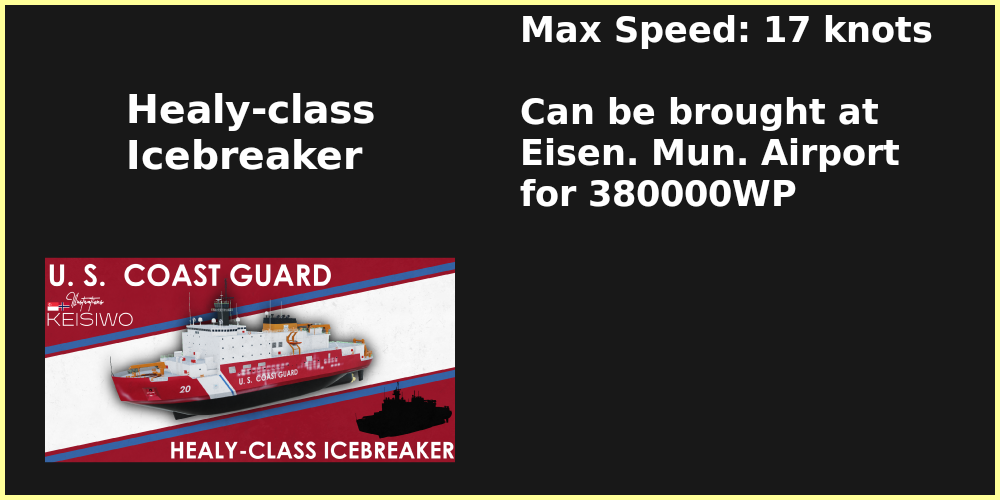 Healy-class
Icebreaker
Max Speed: 17 knots
Can be brought at
Eisen. Mun. Airport
for 380000WP
U. S. COAST GUARD
Illustrations
KEISIWO
20
U. S. COAST GUARD
HEALY-CLASS ICEBREAKER